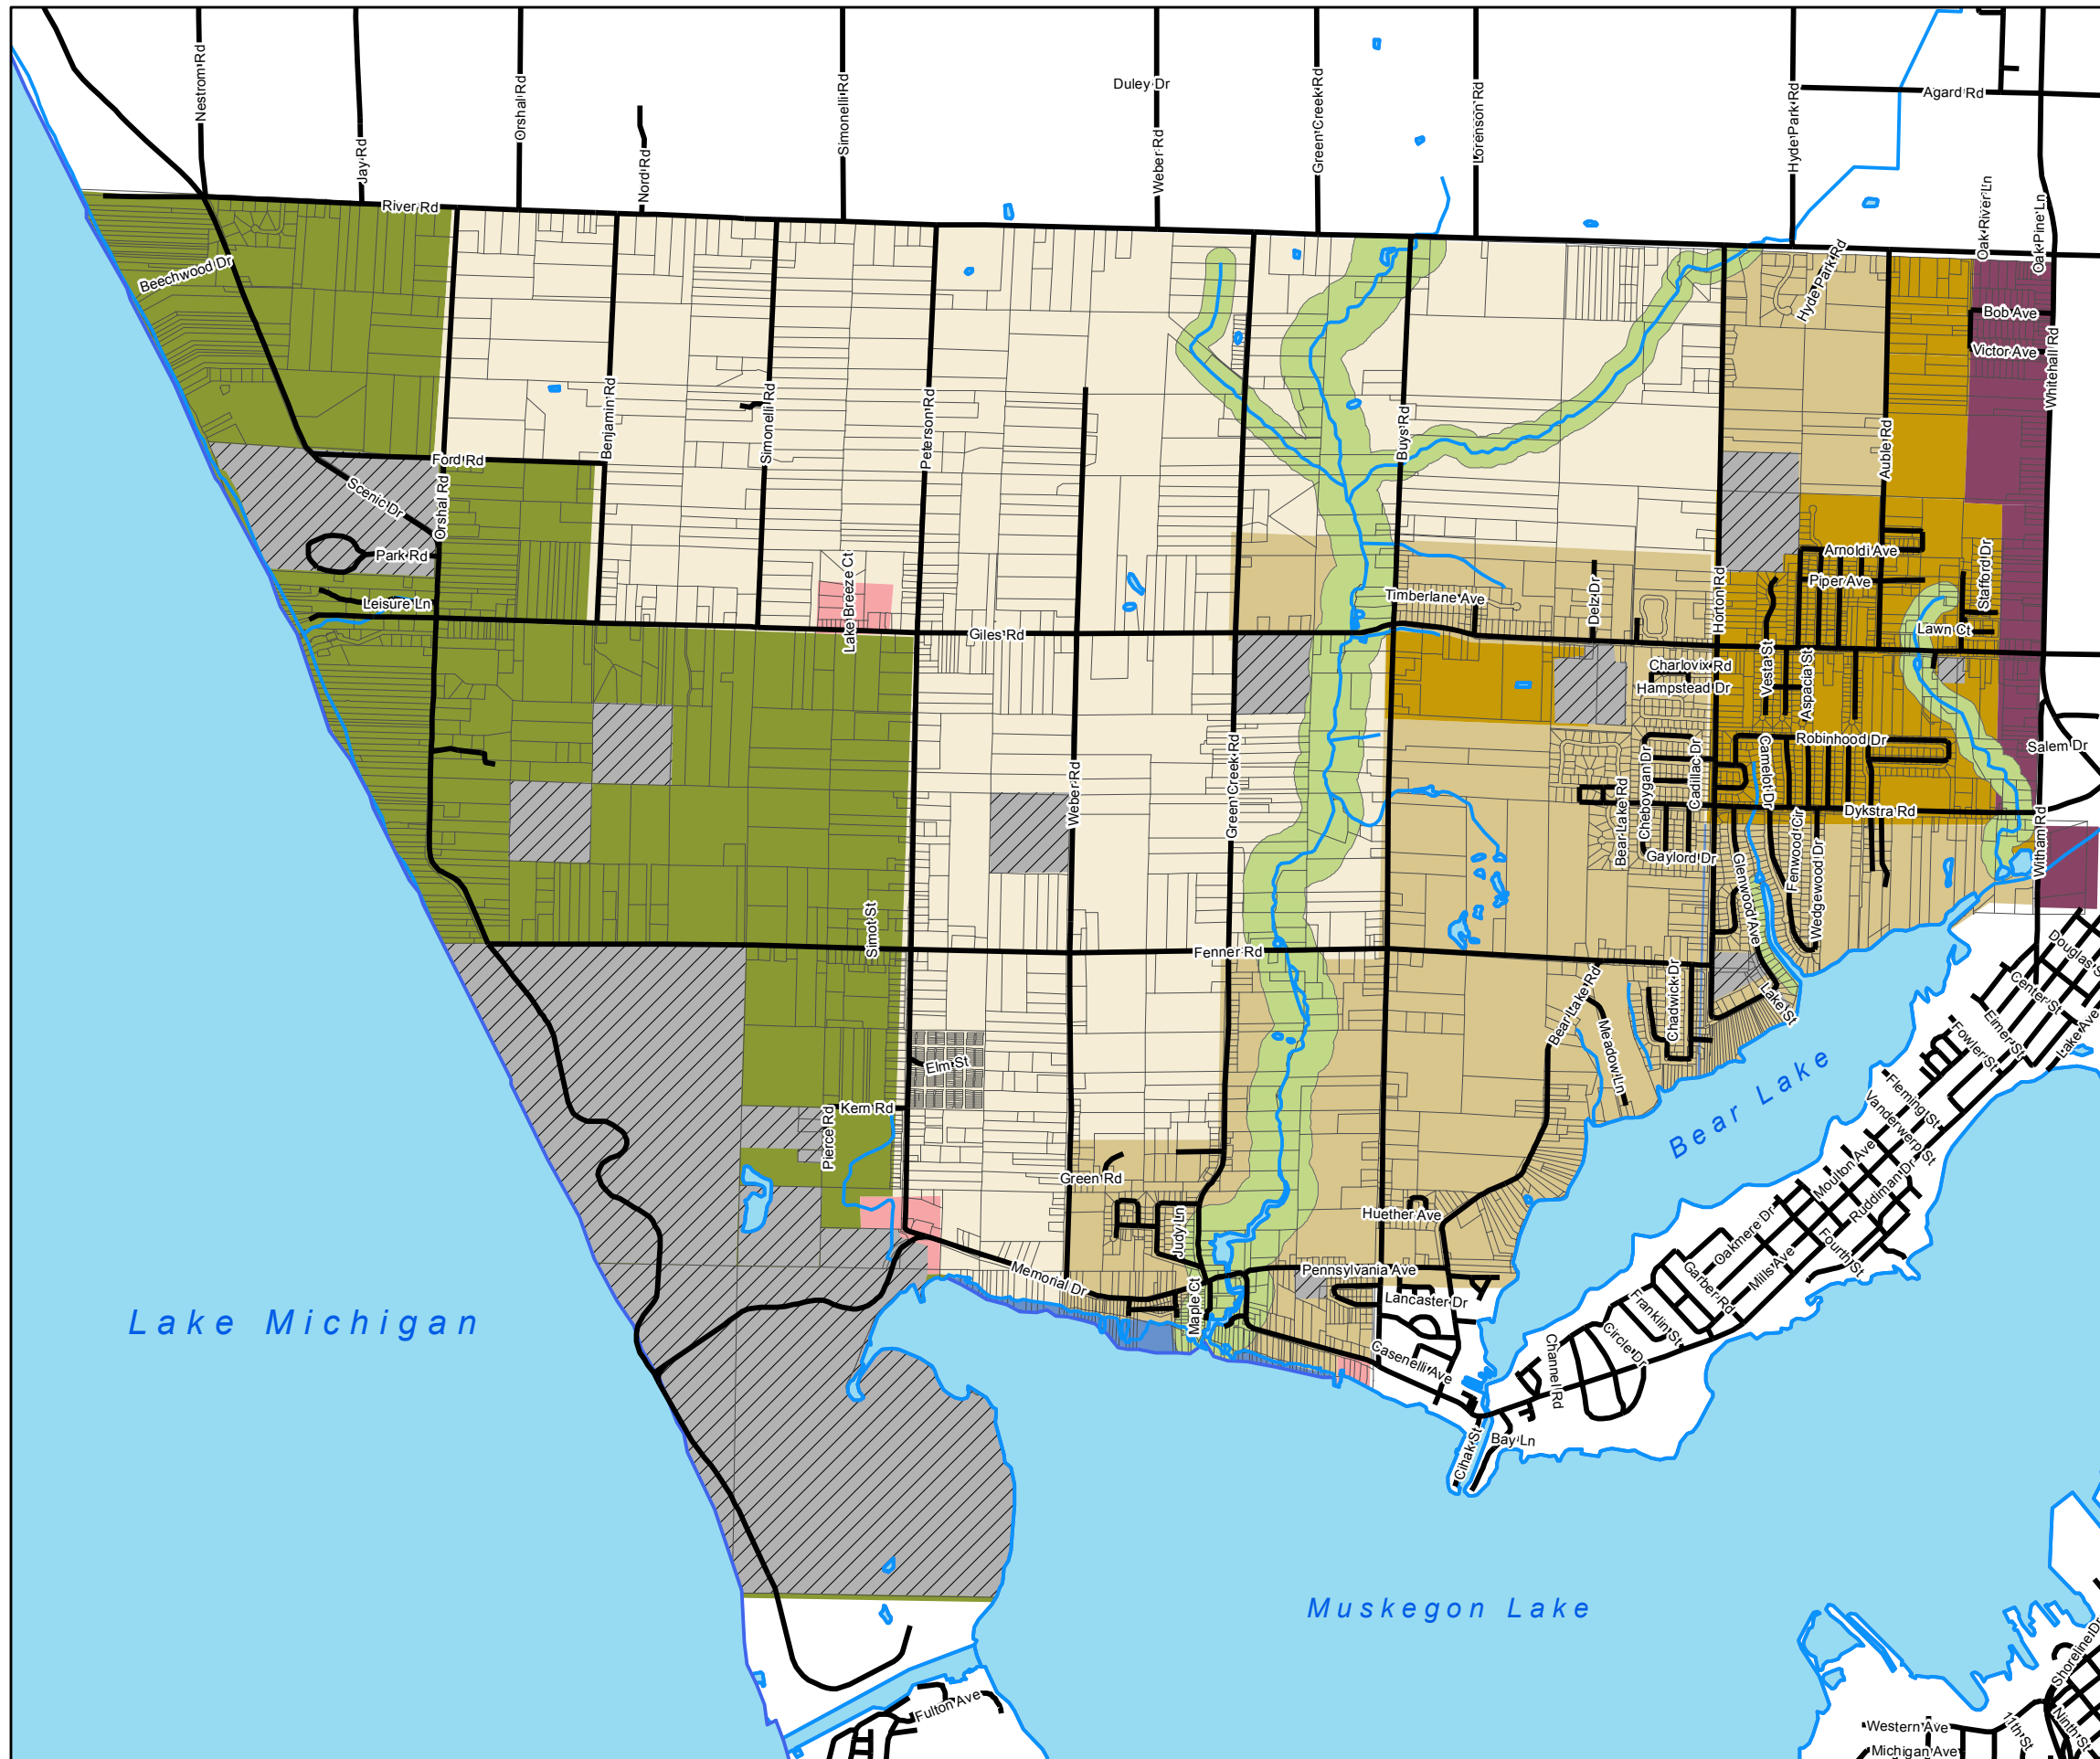 Nestrom Rd
Jay Rd
Orshal Rd
Nord Rd
Simonelli Rd
Duley Dr
Weber Rd
Green Creek Rd
Lorenson Rd
Hyde Park Rd
Agard Rd
Oak River Ln
Oak Pine Ln
River Rd
Beechwood Dr
Hyde Park Rd
Bob Ave
Victor Ave
Whitehall Rd
Benjamin Rd
Simonelli Rd
Peterson Rd
Buys Rd
Auble Rd
Ford Rd
Scenic Dr
Orshal Rd
Park Rd
Leisure Ln
Lake Breeze Ct
Giles Rd
Timberlane Ave
Delz Dr
Horton Rd
Arnoldi Ave
Piper Ave
Stafford Dr
Lawn Ct
Charlovix Rd
Hampstead Dr
Vesta St
Aspacia St
Robinhood Dr
Salem Dr
Weber Rd
Green Creek Rd
Bear Lake Rd
Cheboygan Dr
Cadillac Dr
Camelot Dr
Dykstra Rd
Witham Rd
Gaylord Dr
Glenwood Ave
Fenwood Cir
Wedgewood Dr
Simot St
Fenner Rd
Bear Lake Rd
Meadow Ln
Chadwick Dr
Lake St
Douglas S
Center St
Eimer St
Lake Ave
Fowler St
Elm St
Kern Rd
Pierce Rd
Bear Lake
Fleming St
Vanderwerp St
Moulton Ave
Ruddiman Dr
Green Rd
Judy Ln
Huether Ave
Oakmere Dr
Fourth St
Mills Ave
Garber Rd
Franklin St
Circle Dr
Channel Rd
Memorial Dr
Maple Ct
Pennsylvania Ave
Lancaster Dr
Casenelli Ave
Lake Michigan
Cihak St
Bay Ln
Muskegon Lake
Fulton Ave
Shoreline Dr
Western Ave
Michigan Ave
11th St
Ninth St